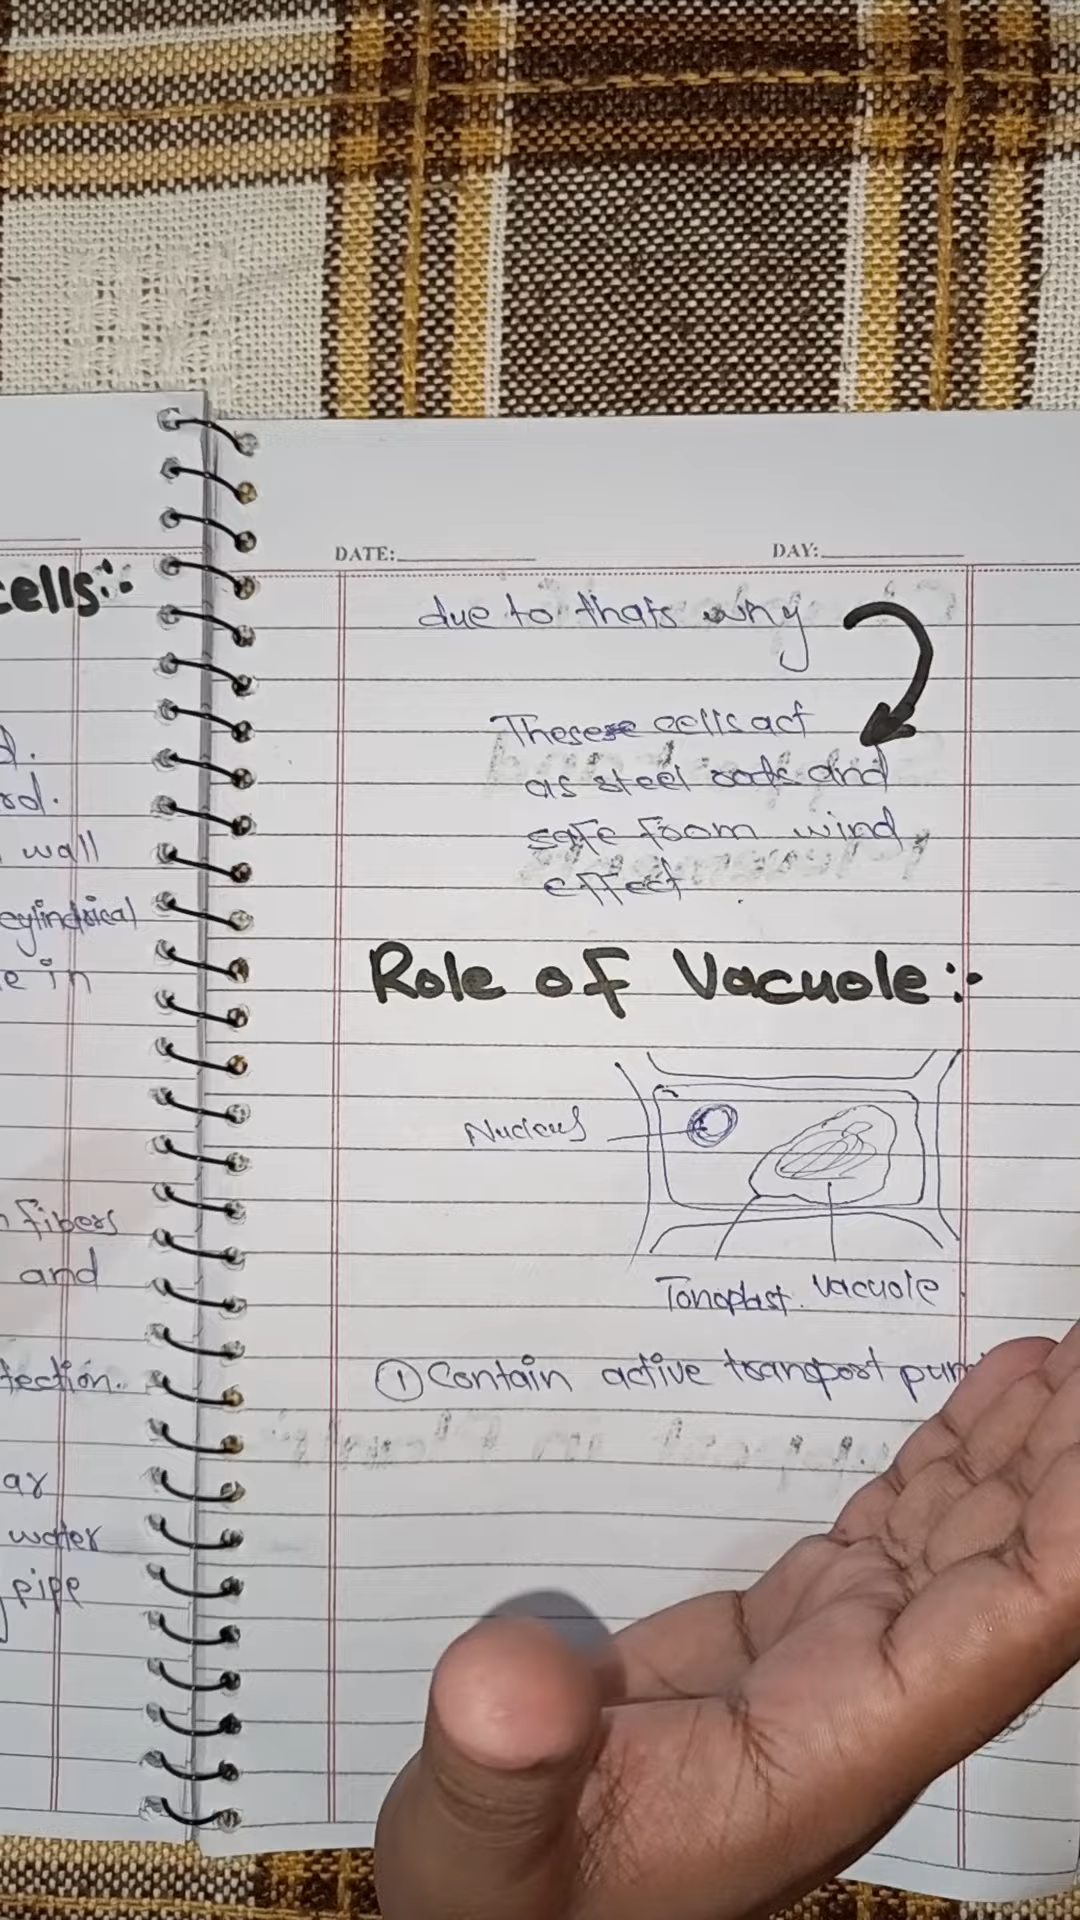 cells:-
rd.
wall
cylindrical
e in
fibers
and
tection.
ar
water
pipe
DATE:
DAY:
due to thats why
These cells act
as steel rods and
safe from wind
effect
Role of Vacuole:-
Nucleus
Tonoplast. Vacuole
① Contain active transport pum